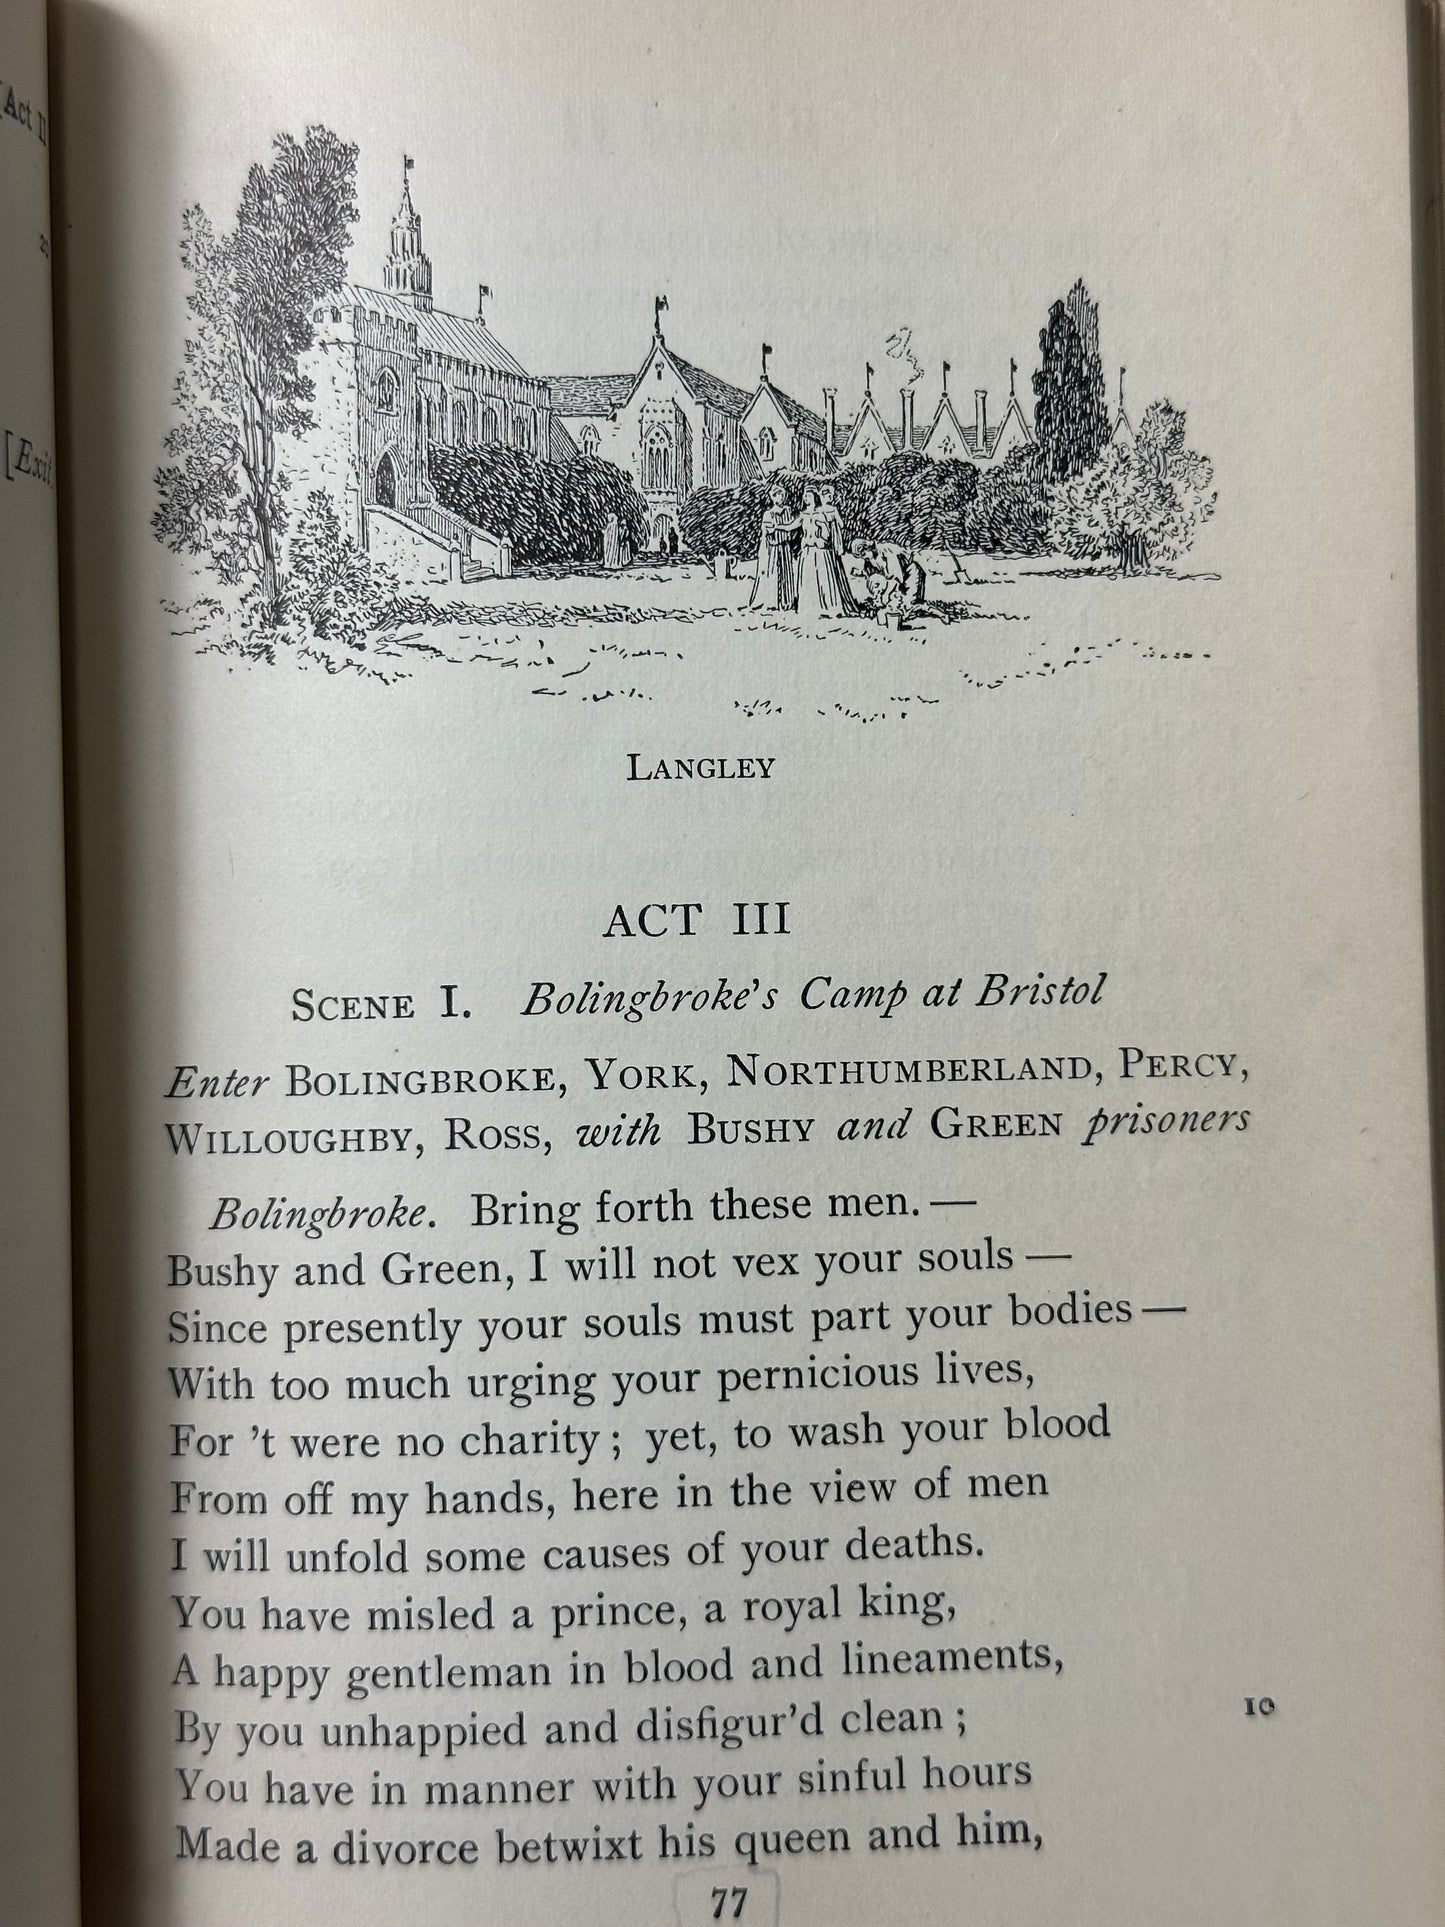 [Act II
20
[Exit
LANGLEY
ACT III
SCENE I. Bolingbroke's Camp at Bristol
Enter BOLINGBROKE, YORK, NORTHUMBERLAND, PERCY,
WILLOUGHBY, ROSS, with BUSHY and GREEN prisoners
Bolingbroke. Bring forth these men. —
Bushy and Green, I will not vex your souls —
Since presently your souls must part your bodies —
With too much urging your pernicious lives,
For 't were no charity; yet, to wash your blood
From off my hands, here in the view of men
I will unfold some causes of your deaths.
You have misled a prince, a royal king,
A happy gentleman in blood and lineaments,
By you unhappied and disfigur'd clean; 10
You have in manner with your sinful hours
Made a divorce betwixt his queen and him,
77